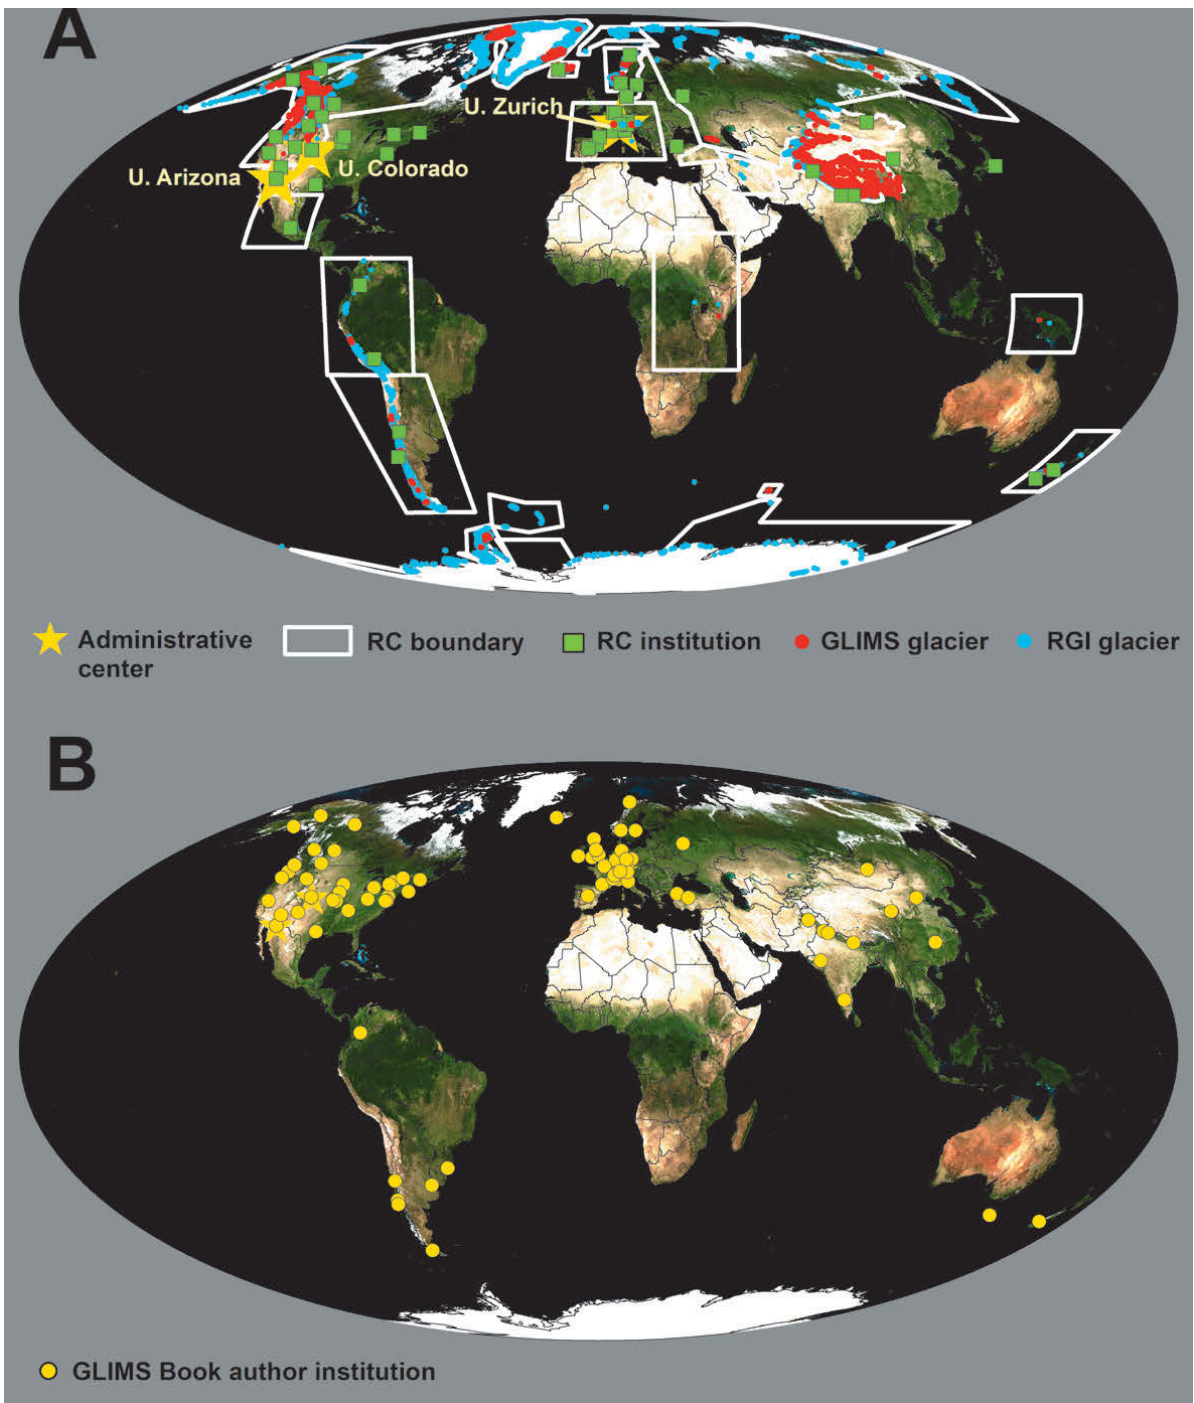 A
U. Zurich
U. Arizona
U. Colorado
Administrative
center
RC boundary
RC institution
GLIMS glacier
RGI glacier
B
GLIMS Book author institution